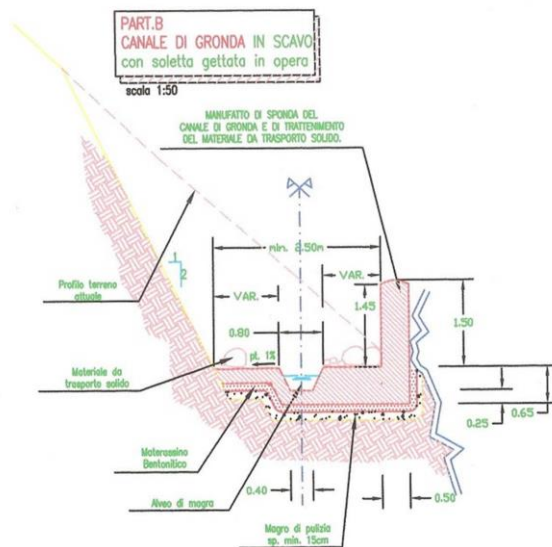 PART.B
CANALE DI GRONDA IN SCAVO
con soletta gettata in opera
scala 1:50
MANUFATTO DI SPONDA DEL
CANALE DI GRONDA E DI TRATTENIMENTO
DEL MATERIALE DA TRASPORTO SOLIDO.
min. 2.50m
1
2
Profilo terreno
attuale
VAR.
VAR.
1.45
1.50
0.80
pt. 1%
Materiale da
trasporto solido
0.65
0.25
Materassino
Bentonitico
Alveo di magra
0.40
0.50
Magro di pulizia
sp. min. 15cm